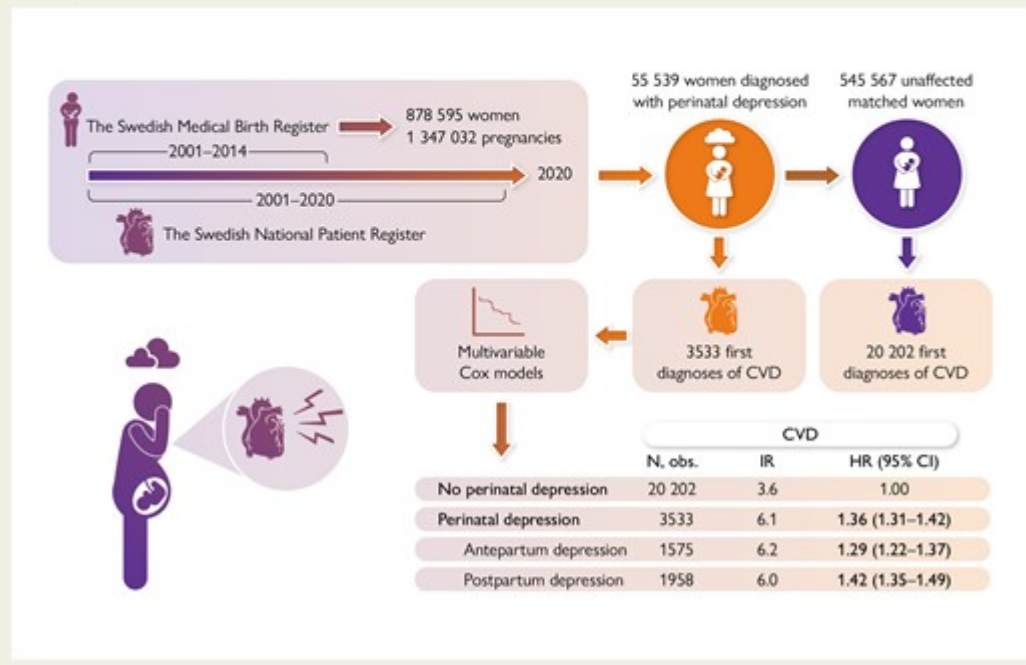 The Swedish Medical Birth Register
878 595 women
1 347 032 pregnancies
2001–2014
2020
2001–2020
The Swedish National Patient Register
55 539 women diagnosed
with perinatal depression
545 567 unaffected
matched women
Multivariable
Cox models
3533 first
diagnoses of CVD
20 202 first
diagnoses of CVD
CVD
N, obs. IR HR (95% CI)
No perinatal depression 20 202 3.6 1.00
Perinatal depression 3533 6.1 1.36 (1.31–1.42)
Antepartum depression 1575 6.2 1.29 (1.22–1.37)
Postpartum depression 1958 6.0 1.42 (1.35–1.49)